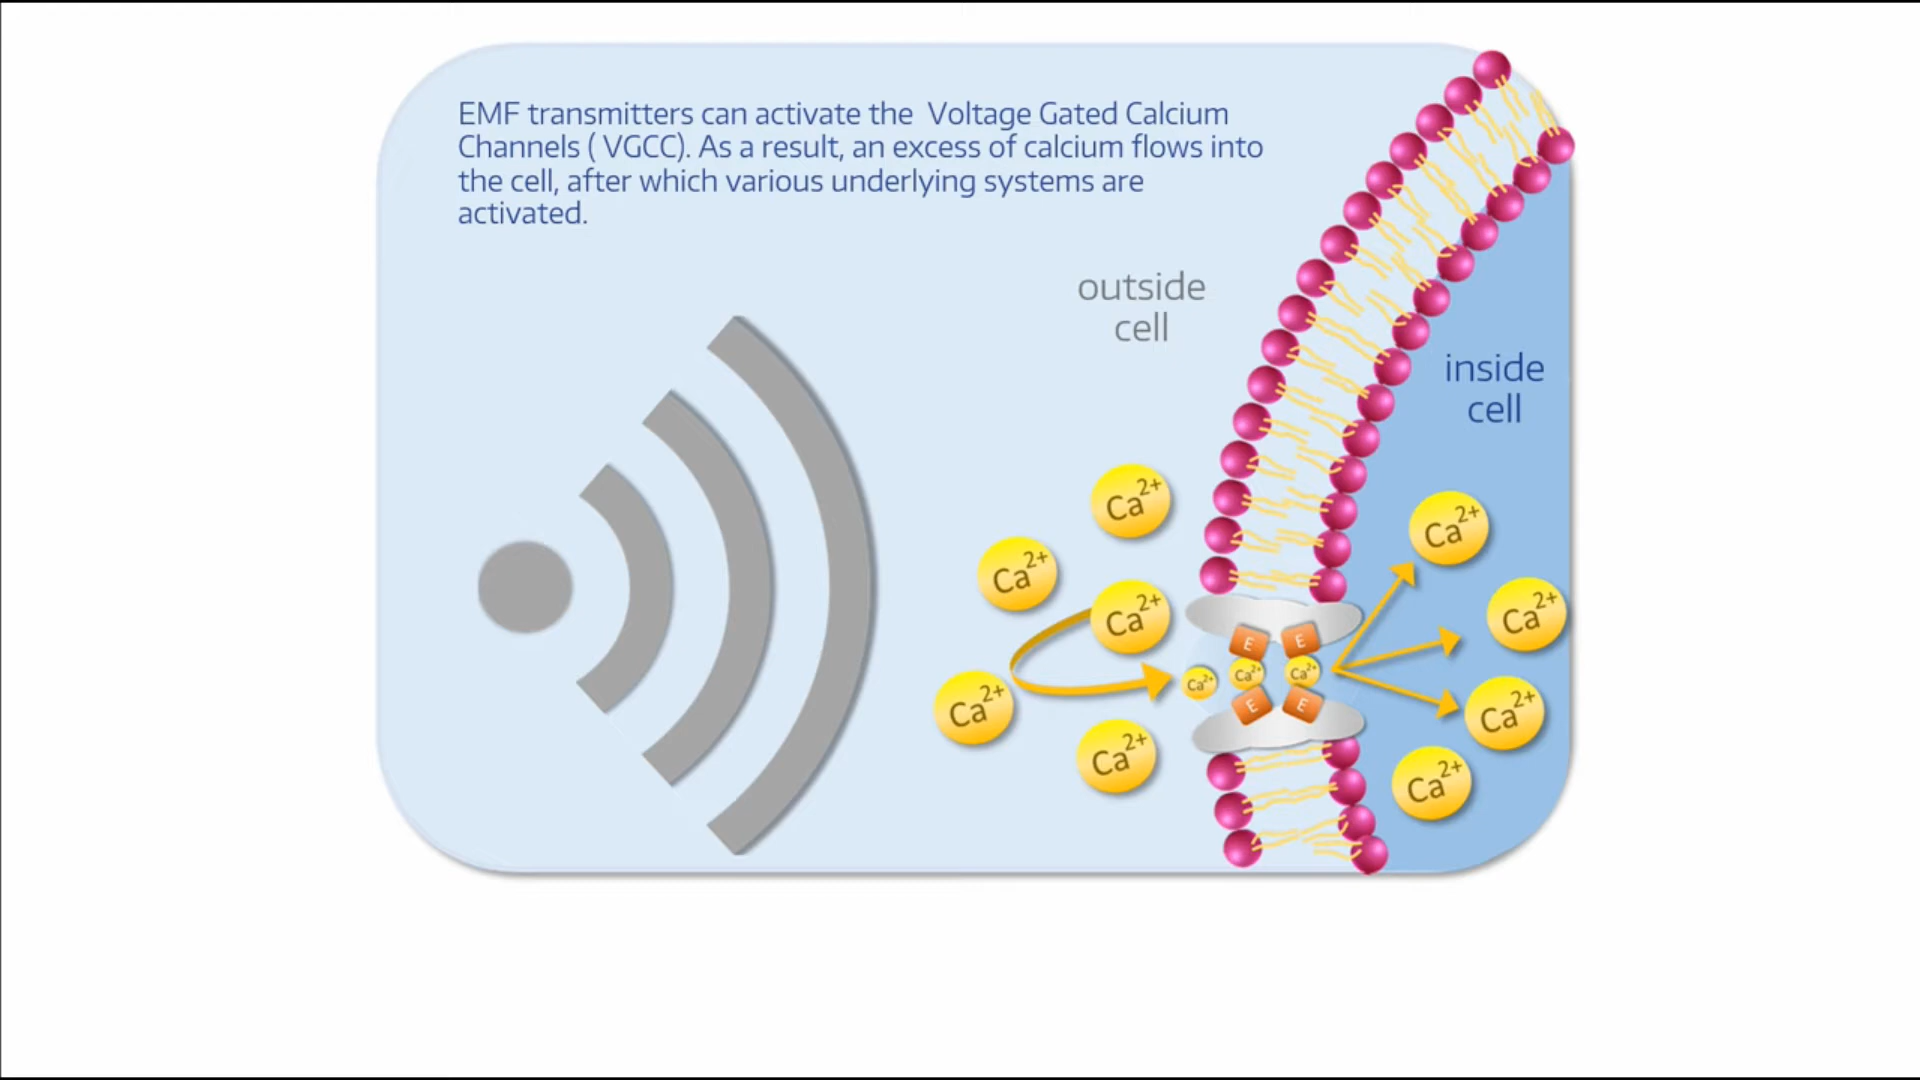 EMF transmitters can activate the Voltage Gated Calcium
Channels ( VGCC). As a result, an excess of calcium flows into
the cell, after which various underlying systems are
activated.
outside
cell
inside
cell
Ca2+
Ca2+
Ca2+
Ca2+
Ca2+
Ca2+
Ca2+
Ca2+
Ca2+
E
E
Ca2+
Ca2+
Ca2+
E
E